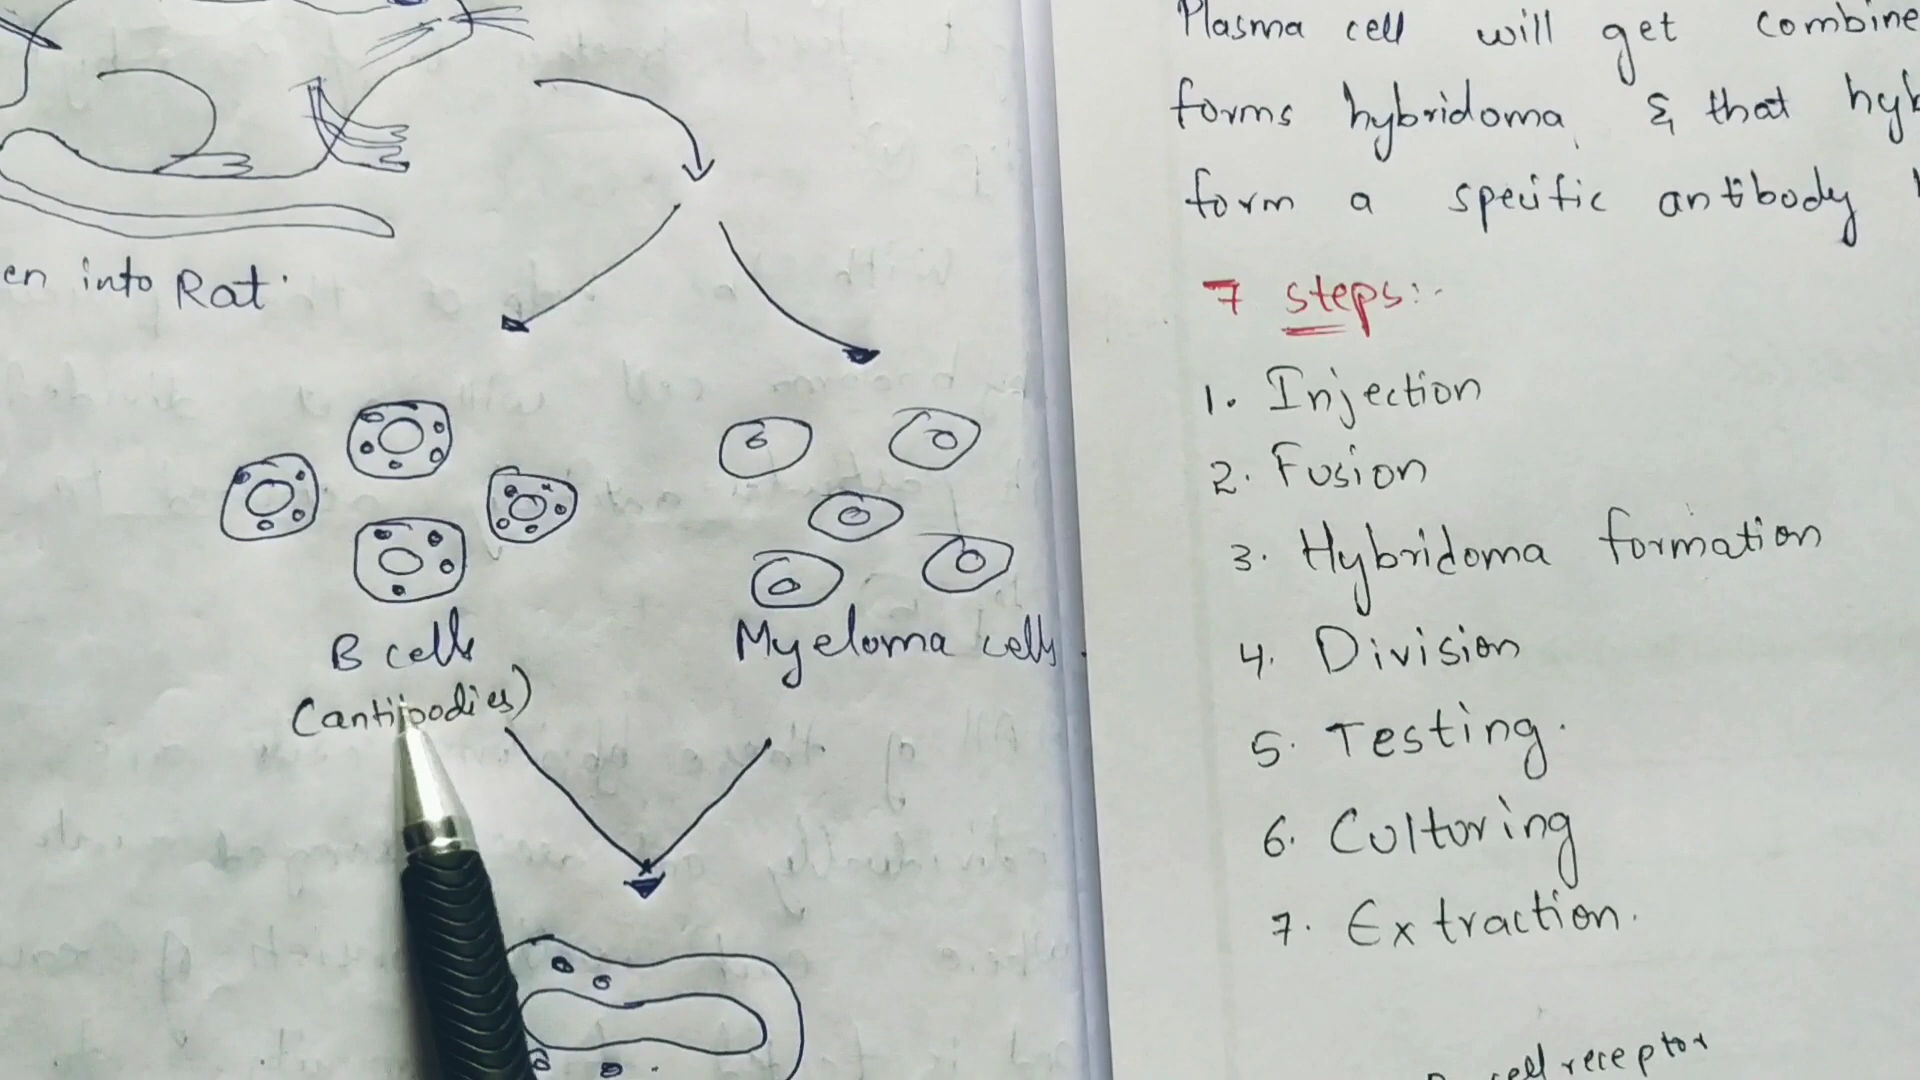 en into Rat.
B cells
(antibodies)
Myeloma cells.
Plasma cell will get combine
forms hybridoma & that hyb
form a specific antibody
7 steps:-
1. Injection
2. Fusion
3. Hybridoma formation
4. Division
5. Testing.
6. Culturing
7. Extraction.
cell receptor